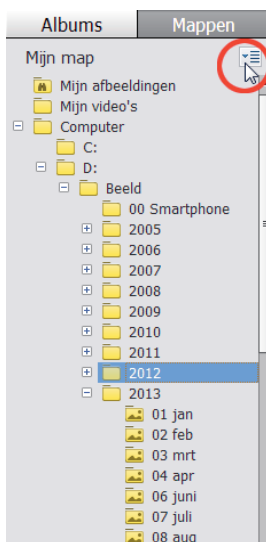 Albums Mappen
Mijn map
Mijn afbeeldingen
Mijn video's
Computer
C:
D:
Beeld
00 Smartphone
2005
2006
2007
2008
2009
2010
2011
2012
2013
01 jan
02 feb
03 mrt
04 apr
06 juni
07 juli
08 aug